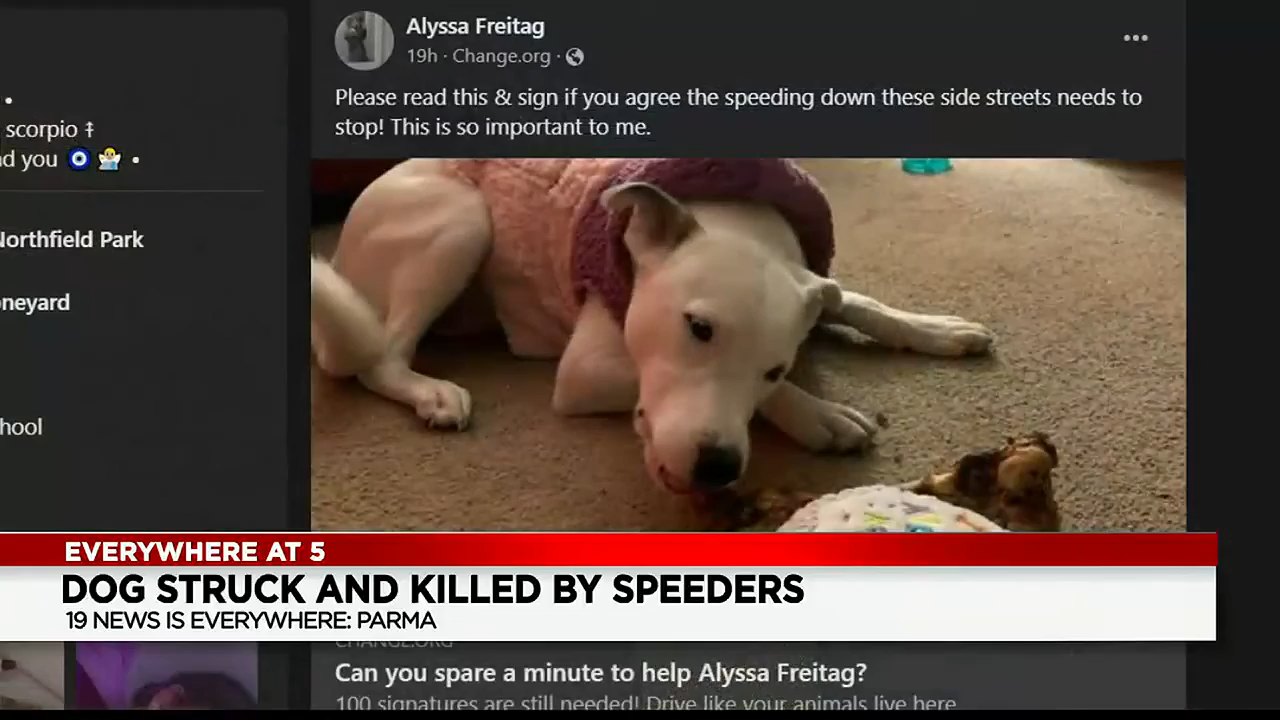 Alyssa Freitag
19h · Change.org ·
Please read this & sign if you agree the speeding down these side streets needs to
stop! This is so important to me.
scorpio ‡
you
Northfield Park
EVERYWHERE AT 5
DOG STRUCK AND KILLED BY SPEEDERS
19 NEWS IS EVERYWHERE: PARMA
CHANGE.ORG
Can you spare a minute to help Alyssa Freitag?
100 signatures are still needed! Drive like your animals live here